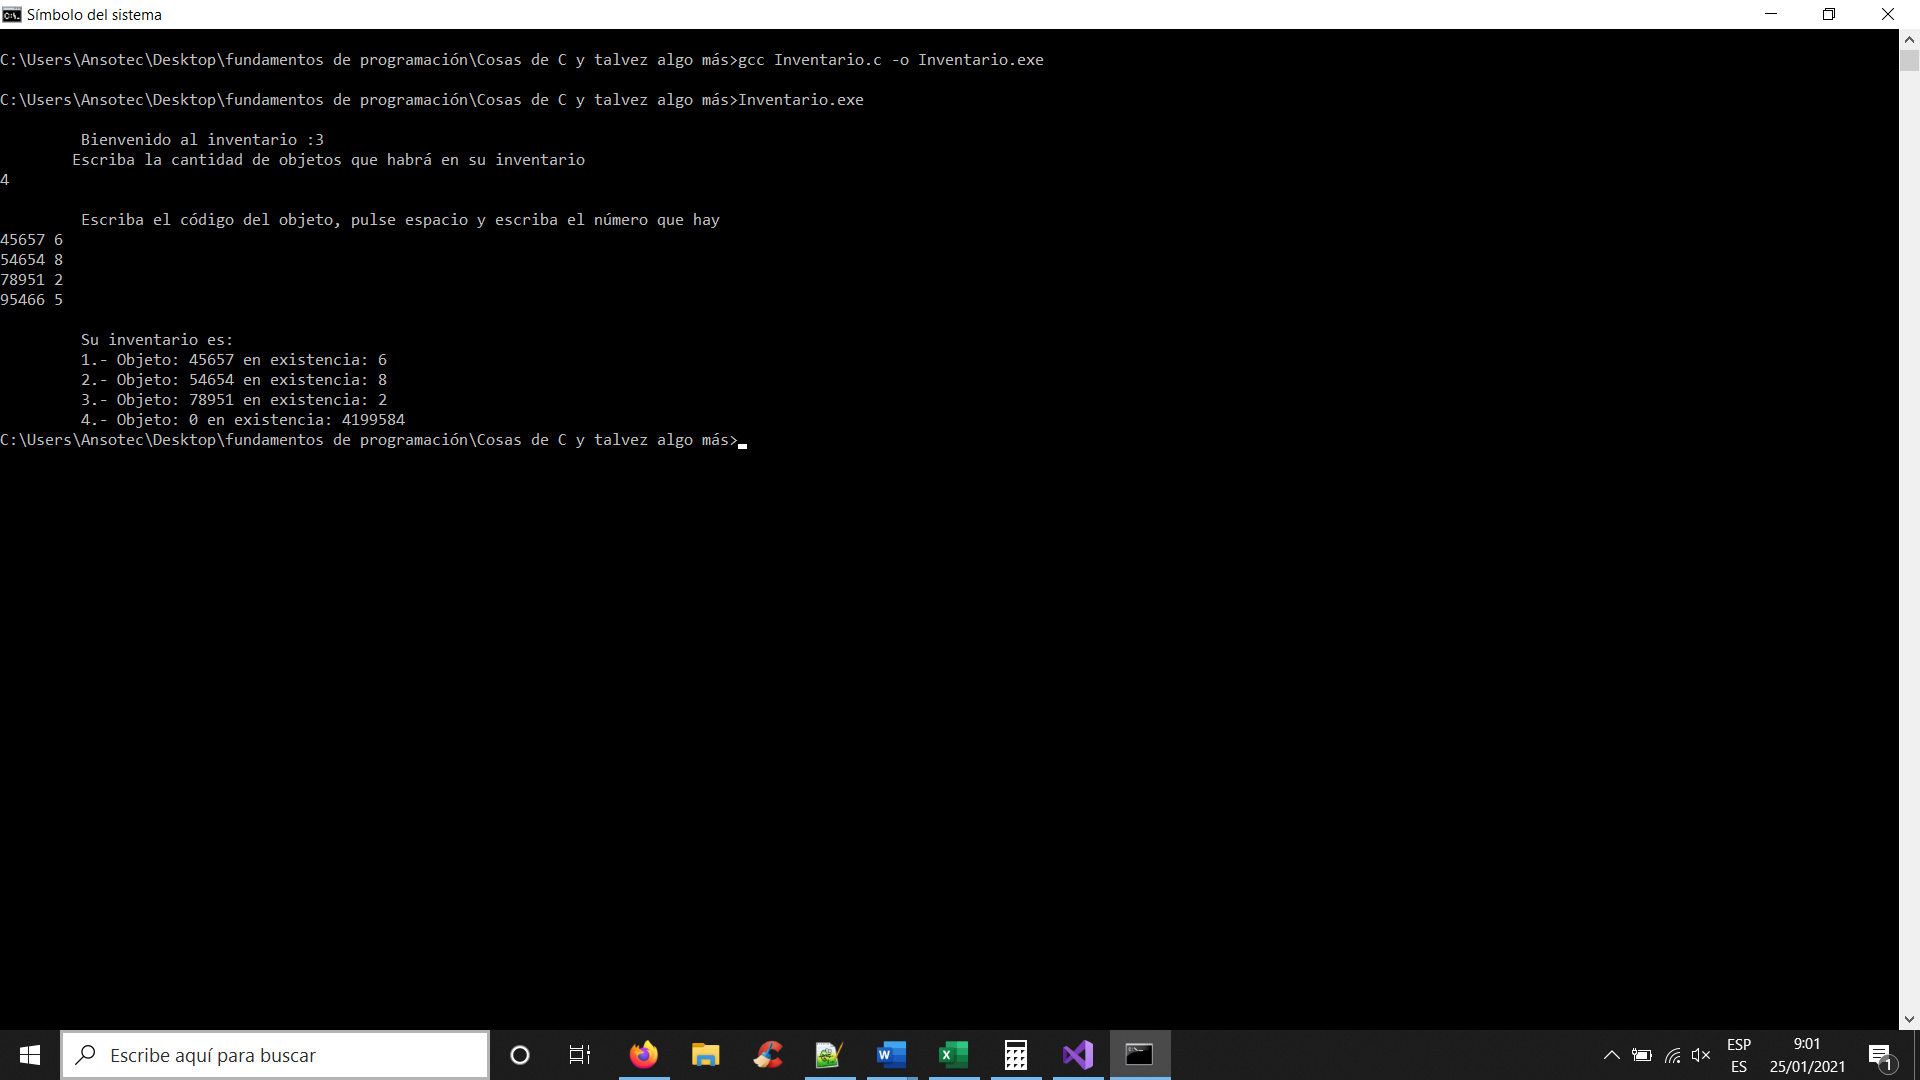 Símbolo del sistema
C:\Users\Ansotec\Desktop\fundamentos de programación\Cosas de C y talvez algo más>gcc Inventario.c -o Inventario.exe
C:\Users\Ansotec\Desktop\fundamentos de programación\Cosas de C y talvez algo más>Inventario.exe
Bienvenido al inventario :3
Escriba la cantidad de objetos que habrá en su inventario
4
Escriba el código del objeto, pulse espacio y escriba el número que hay
45657 6
54654 8
78951 2
95466 5
Su inventario es:
1.- Objeto: 45657 en existencia: 6
2.- Objeto: 54654 en existencia: 8
3.- Objeto: 78951 en existencia: 2
4.- Objeto: 0 en existencia: 4199584
C:\Users\Ansotec\Desktop\fundamentos de programación\Cosas de C y talvez algo más>
Escribe aquí para buscar
ESP
ES
9:01
25/01/2021
1